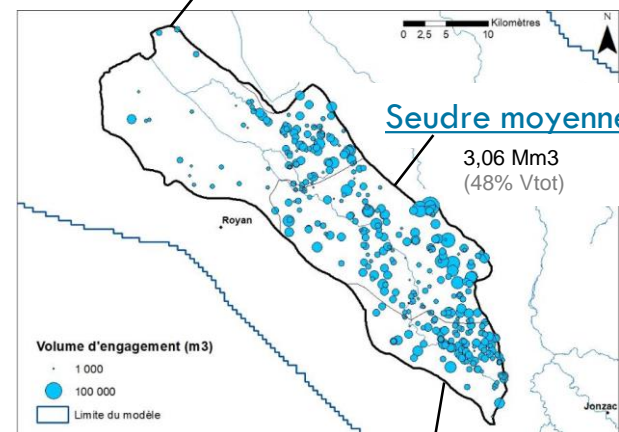 Kilomètres
0 2,5 5 10
N
Seudre moyenne
3,06 Mm3
(48% Vtot)
Royan
Volume d'engagement (m3)
1 000
100 000
Limite du modèle
Jonzac